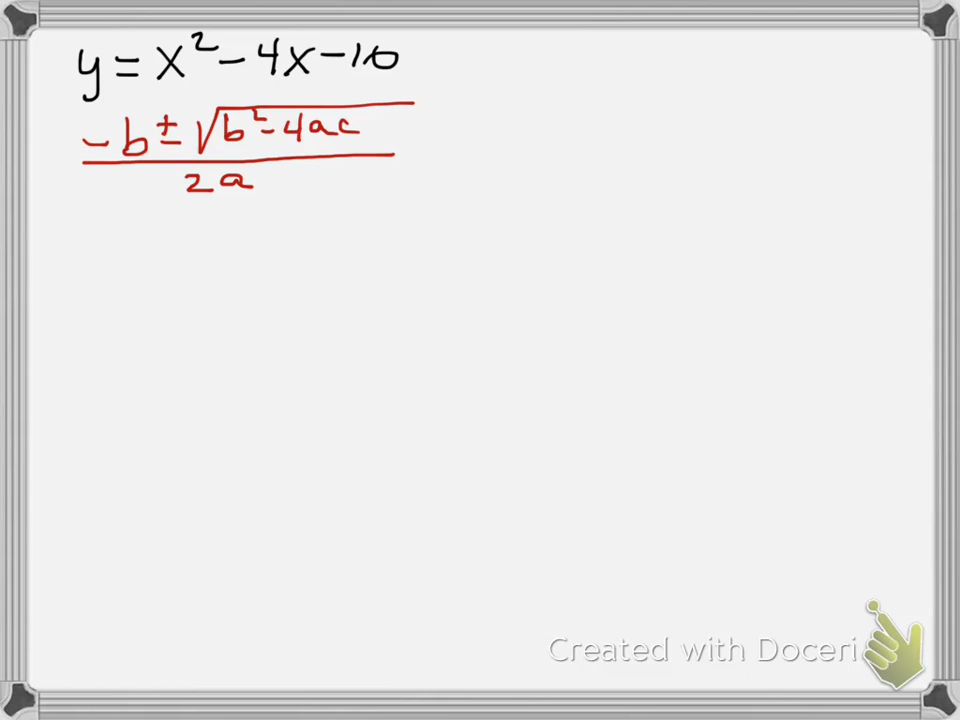 y = x² - 4x - 10
-b ± √b² - 4ac
2a
Created with Doceri